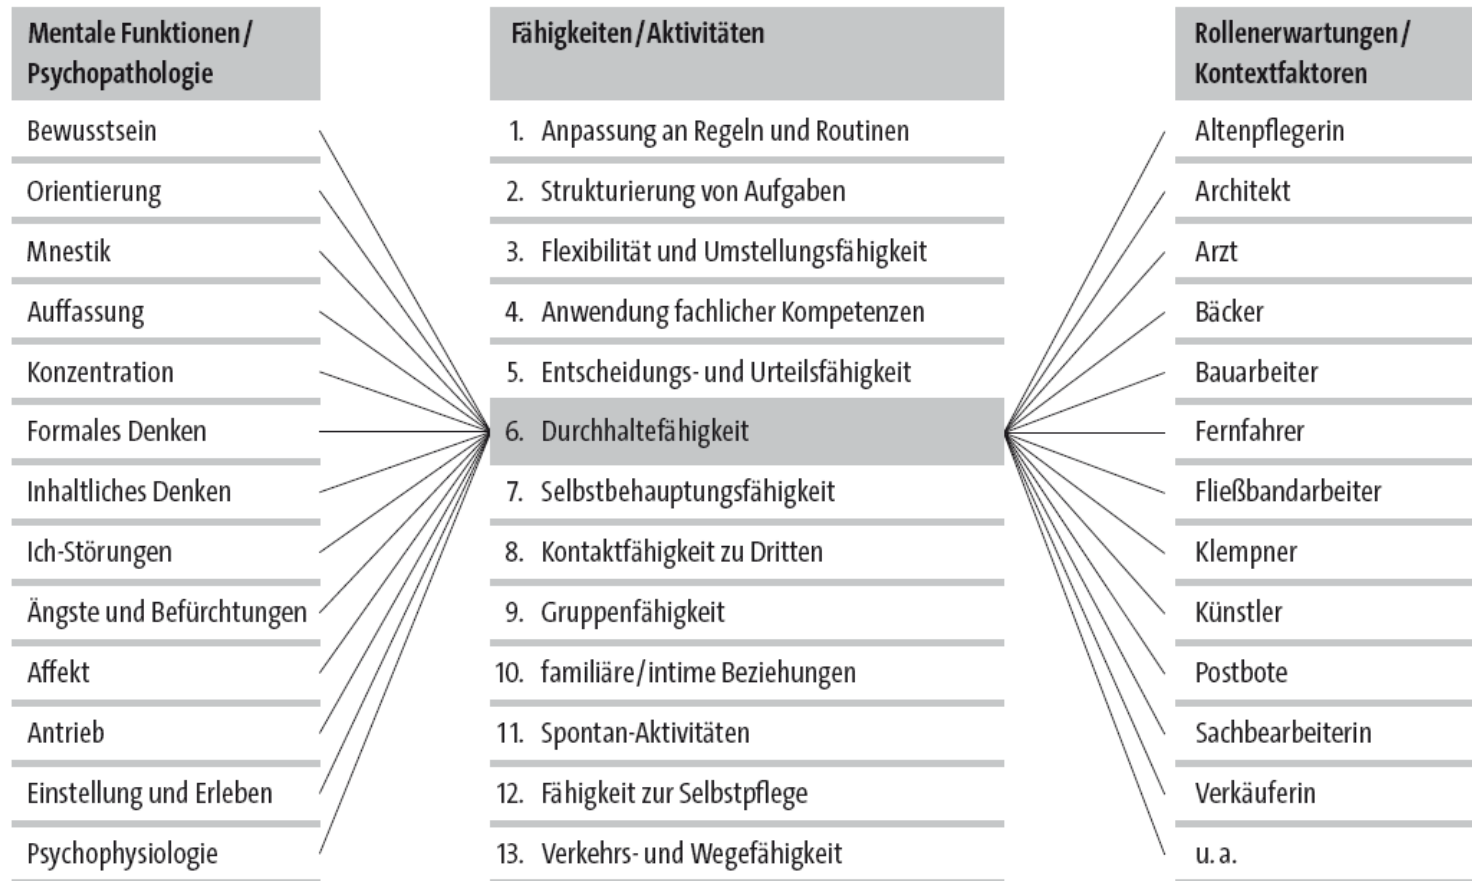 Mentale Funktionen/
Psychopathologie
Bewusstsein
Orientierung
Mnestik
Auffassung
Konzentration
Formales Denken
Inhaltliches Denken
Ich-Störungen
Ängste und Befürchtungen
Affekt
Antrieb
Einstellung und Erleben
Psychophysiologie
Fähigkeiten/Aktivitäten
1. Anpassung an Regeln und Routinen
2. Strukturierung von Aufgaben
3. Flexibilität und Umstellungsfähigkeit
4. Anwendung fachlicher Kompetenzen
5. Entscheidungs- und Urteilsfähigkeit
6. Durchhaltefähigkeit
7. Selbstbehauptungsfähigkeit
8. Kontaktfähigkeit zu Dritten
9. Gruppenfähigkeit
10. familiäre/intime Beziehungen
11. Spontan-Aktivitäten
12. Fähigkeit zur Selbstpflege
13. Verkehrs- und Wegefähigkeit
Rollenerwartungen/
Kontextfaktoren
Altenpflegerin
Architekt
Arzt
Bäcker
Bauarbeiter
Fernfahrer
Fließbandarbeiter
Klempner
Künstler
Postbote
Sachbearbeiterin
Verkäuferin
u. a.